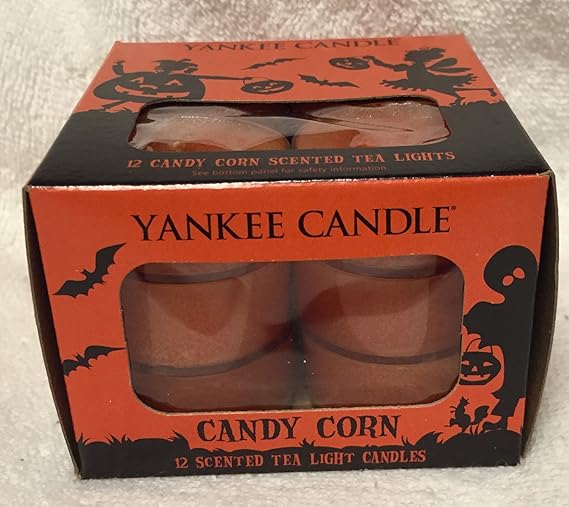 YANKEE CANDLE
12 CANDY CORN SCENTED TEA LIGHTS
See bottom panel for safety information.
YANKEE CANDLE®
CANDY CORN
12 SCENTED TEA LIGHT CANDLES